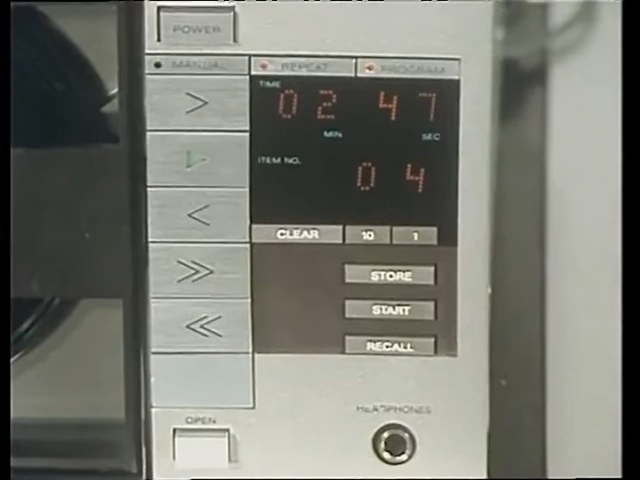 POWER
MANUAL REPEAT PROGRAM
TIME
02 47
MIN SEC
ITEM NO.
04
CLEAR 10 1
STORE
START
RECALL
OPEN
HEADPHONES